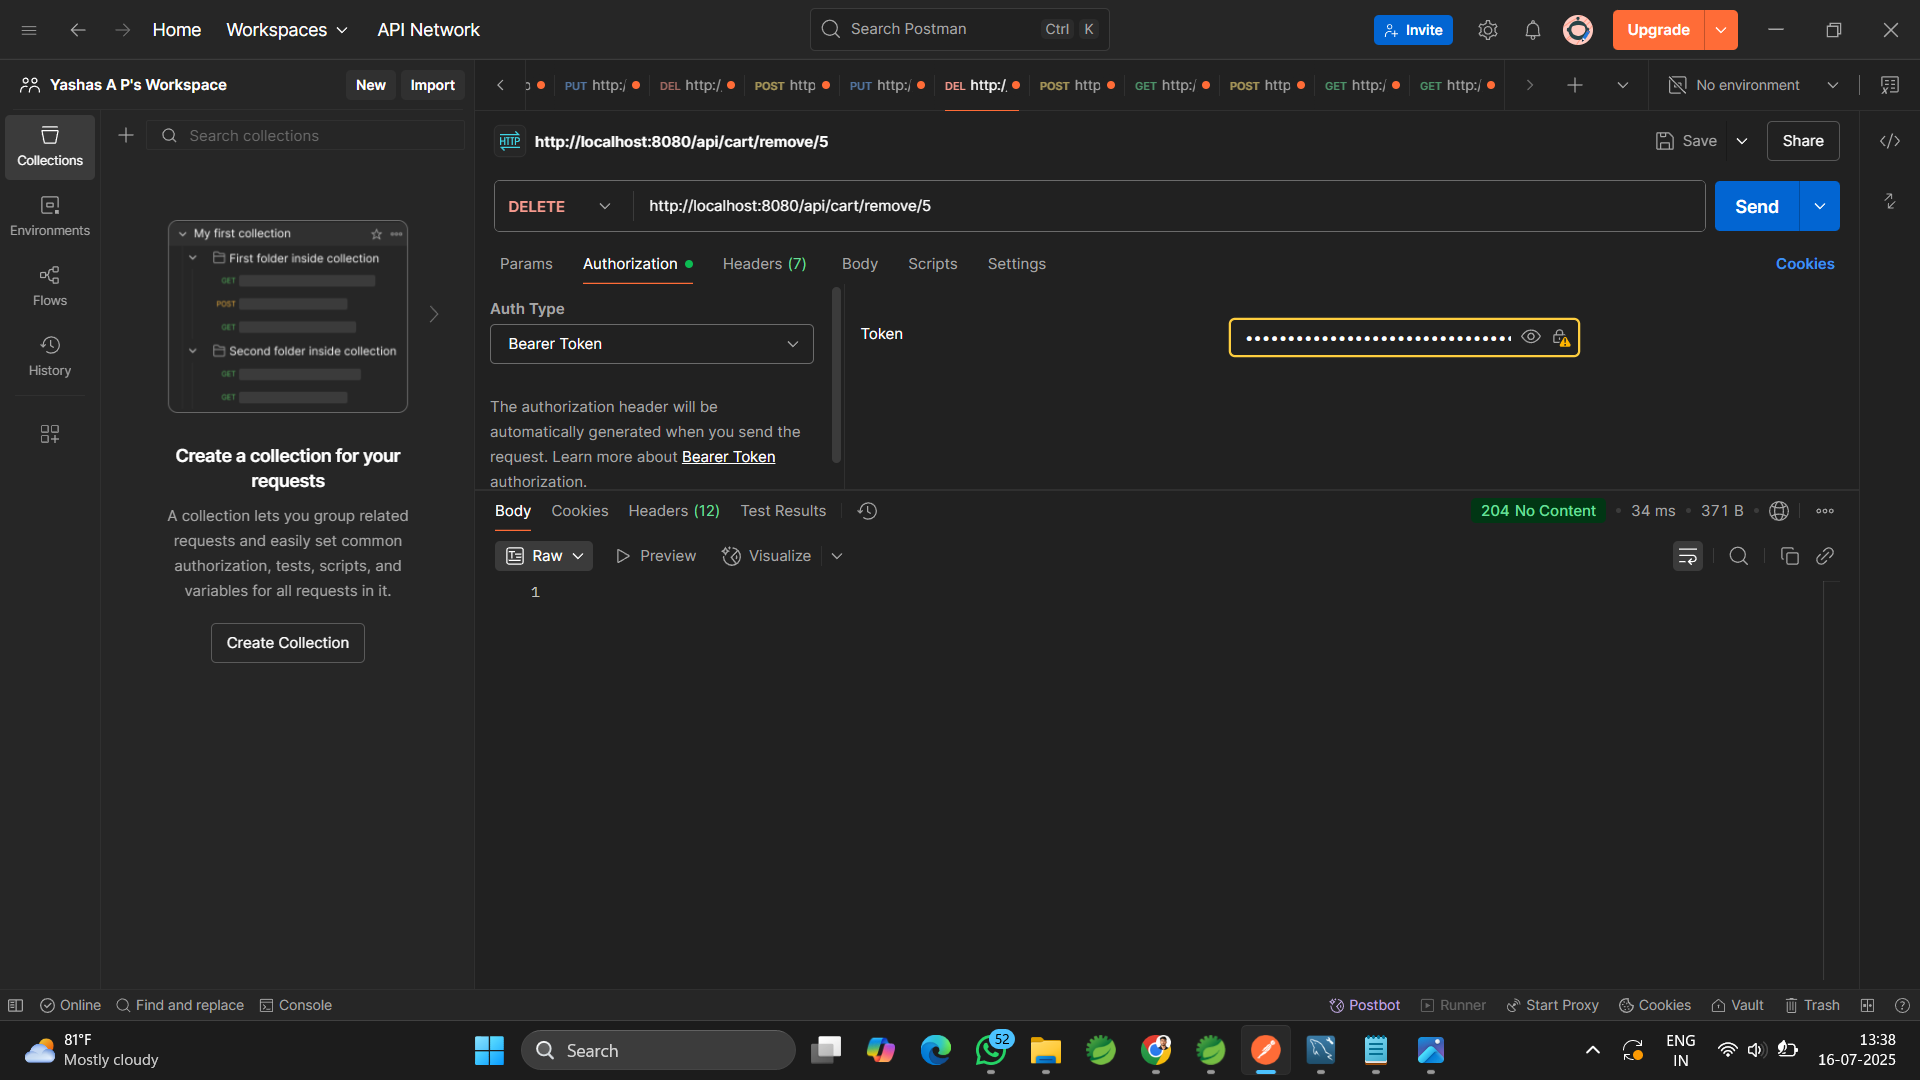 Home
Workspaces
API Network
Search Postman
Ctrl
K
Invite
Upgrade
Yashas A P's Workspace
New
Import
PUT http:/
DEL http:/
POST http
PUT http:/
DEL http:/
POST http
GET http:/
POST http
GET http:/
GET http:/
No environment
Collections
Environments
Flows
History
Search collections
My first collection
First folder inside collection
GET
POST
GET
Second folder inside collection
GET
GET
Create a collection for your
requests
A collection lets you group related
requests and easily set common
authorization, tests, scripts, and
variables for all requests in it.
Create Collection
HTTP
http://localhost:8080/api/cart/remove/5
Save
Share
DELETE
http://localhost:8080/api/cart/remove/5
Send
Params
Authorization
Headers (7)
Body
Scripts
Settings
Cookies
Auth Type
Bearer Token
The authorization header will be
automatically generated when you send the
request. Learn more about Bearer Token
authorization.
Token
Body
Cookies
Headers (12)
Test Results
204 No Content
34 ms
371 B
Raw
Preview
Visualize
1
Online
Find and replace
Console
Postbot
Runner
Start Proxy
Cookies
Vault
Trash
81°F
Mostly cloudy
Search
52
ENG
IN
13:38
16-07-2025